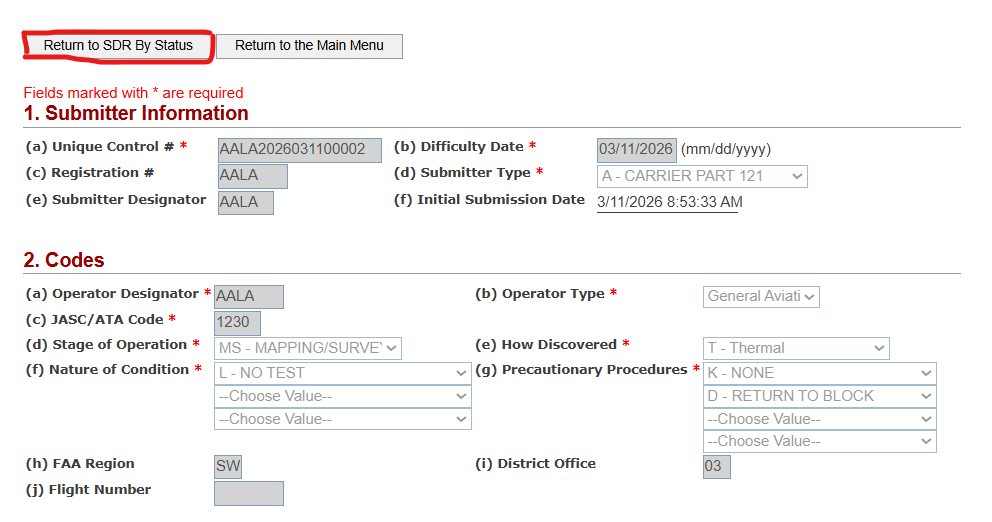 Return to SDR By Status Return to the Main Menu
Fields marked with * are required
1. Submitter Information
(a) Unique Control # * AALA2026031100002 (b) Difficulty Date * 03/11/2026 (mm/dd/yyyy)
(c) Registration # AALA (d) Submitter Type * A - CARRIER PART 121
(e) Submitter Designator AALA (f) Initial Submission Date 3/11/2026 8:53:33 AM
2. Codes
(a) Operator Designator * AALA (b) Operator Type * General Aviati
(c) JASC/ATA Code * 1230
(d) Stage of Operation * MS - MAPPING/SURVE (e) How Discovered * T - Thermal
(f) Nature of Condition * L - NO TEST (g) Precautionary Procedures * K - NONE
--Choose Value-- D - RETURN TO BLOCK
--Choose Value-- --Choose Value--
--Choose Value--
(h) FAA Region SW (i) District Office 03
(j) Flight Number